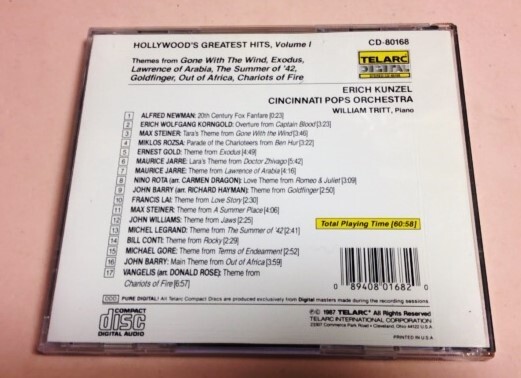 HOLLYWOOD'S GREATEST HITS, Volume I
CD-80168
Themes from Gone With The Wind, Exodus,
Lawrence of Arabia, The Summer of '42,
Goldfinger, Out of Africa, Chariots of Fire
TELARC
DIGITAL
ERICH KUNZEL
CINCINNATI POPS ORCHESTRA
WILLIAM TRITT, Piano
1 ALFRED NEWMAN: 20th Century Fox Fanfare [0:23]
2 ERICH WOLFGANG KORNGOLD: Overture from Captain Blood [3:23]
3 MAX STEINER: Tara's Theme from Gone With the Wind [3:46]
4 MIKLOS ROZSA: Parade of the Charioteers from Ben Hur [3:22]
5 ERNEST GOLD: Theme from Exodus [4:49]
6 MAURICE JARRE: Lara's Theme from Doctor Zhivago [5:42]
7 MAURICE JARRE: Theme from Lawrence of Arabia [4:16]
8 NINO ROTA (arr. CARMEN DRAGON): Love Theme from Romeo & Juliet [3:09]
9 JOHN BARRY (arr. RICHARD HAYMAN): Theme from Goldfinger [2:50]
10 FRANCIS LAI: Theme from Love Story [2:30]
11 MAX STEINER: Theme from A Summer Place [4:06]
12 JOHN WILLIAMS: Theme from Jaws [2:25]
13 MICHEL LEGRAND: Theme from The Summer of '42 [2:41]
14 BILL CONTI: Theme from Rocky [2:29]
15 MICHAEL GORE: Theme from Terms of Endearment [2:52]
16 JOHN BARRY: Main Theme from Out of Africa [3:59]
17 VANGELIS (arr. DONALD ROSE): Theme from
Chariots of Fire [6:57]
Total Playing Time [60:58]
0 89408 01682 0
DDD PURE DIGITAL! All Telarc Compact Discs are produced exclusively from Digital masters made during the recording sessions.
COMPACT
disc
DIGITAL AUDIO
℗© 1987 TELARC® All Rights Reserved
TELARC INTERNATIONAL CORPORATION
23307 Commerce Park Road • Cleveland, Ohio 44122 U.S.A.
PRINTED IN U.S.A.